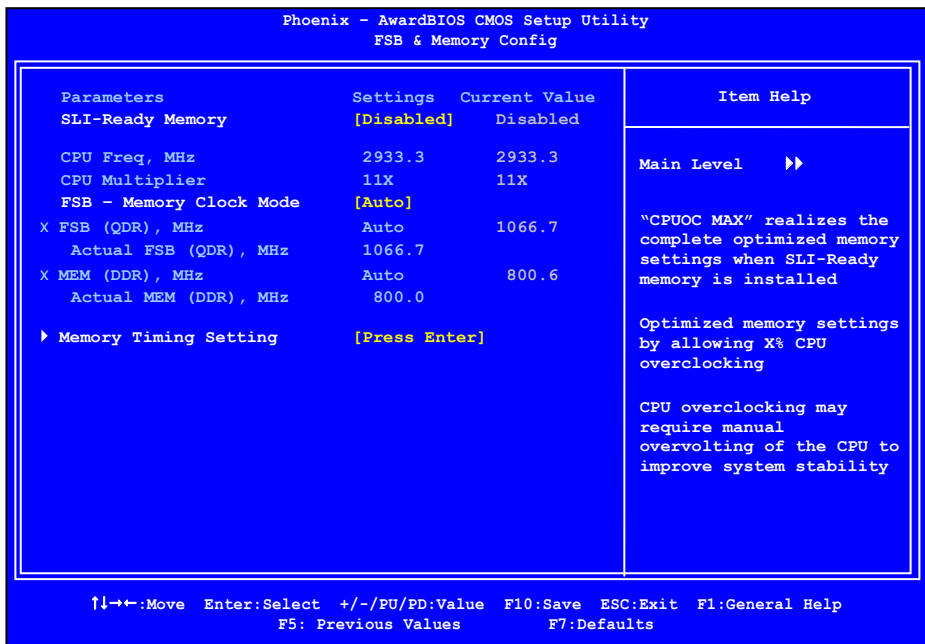 Phoenix – AwardBIOS CMOS Setup Utility
FSB & Memory Config
Parameters Settings Current Value
SLI-Ready Memory [Disabled] Disabled
CPU Freq, MHz 2933.3 2933.3
CPU Multiplier 11X 11X
FSB – Memory Clock Mode [Auto]
X FSB (QDR), MHz Auto 1066.7
Actual FSB (QDR), MHz 1066.7
X MEM (DDR), MHz Auto 800.6
Actual MEM (DDR), MHz 800.0
Memory Timing Setting [Press Enter]
Item Help
Main Level
“CPUOC MAX” realizes the
complete optimized memory
settings when SLI-Ready
memory is installed
Optimized memory settings
by allowing X% CPU
overclocking
CPU overclocking may
require manual
overvolting of the CPU to
improve system stability
↑↓→←:Move Enter:Select +/-/PU/PD:Value F10:Save ESC:Exit F1:General Help
F5: Previous Values F7:Defaults